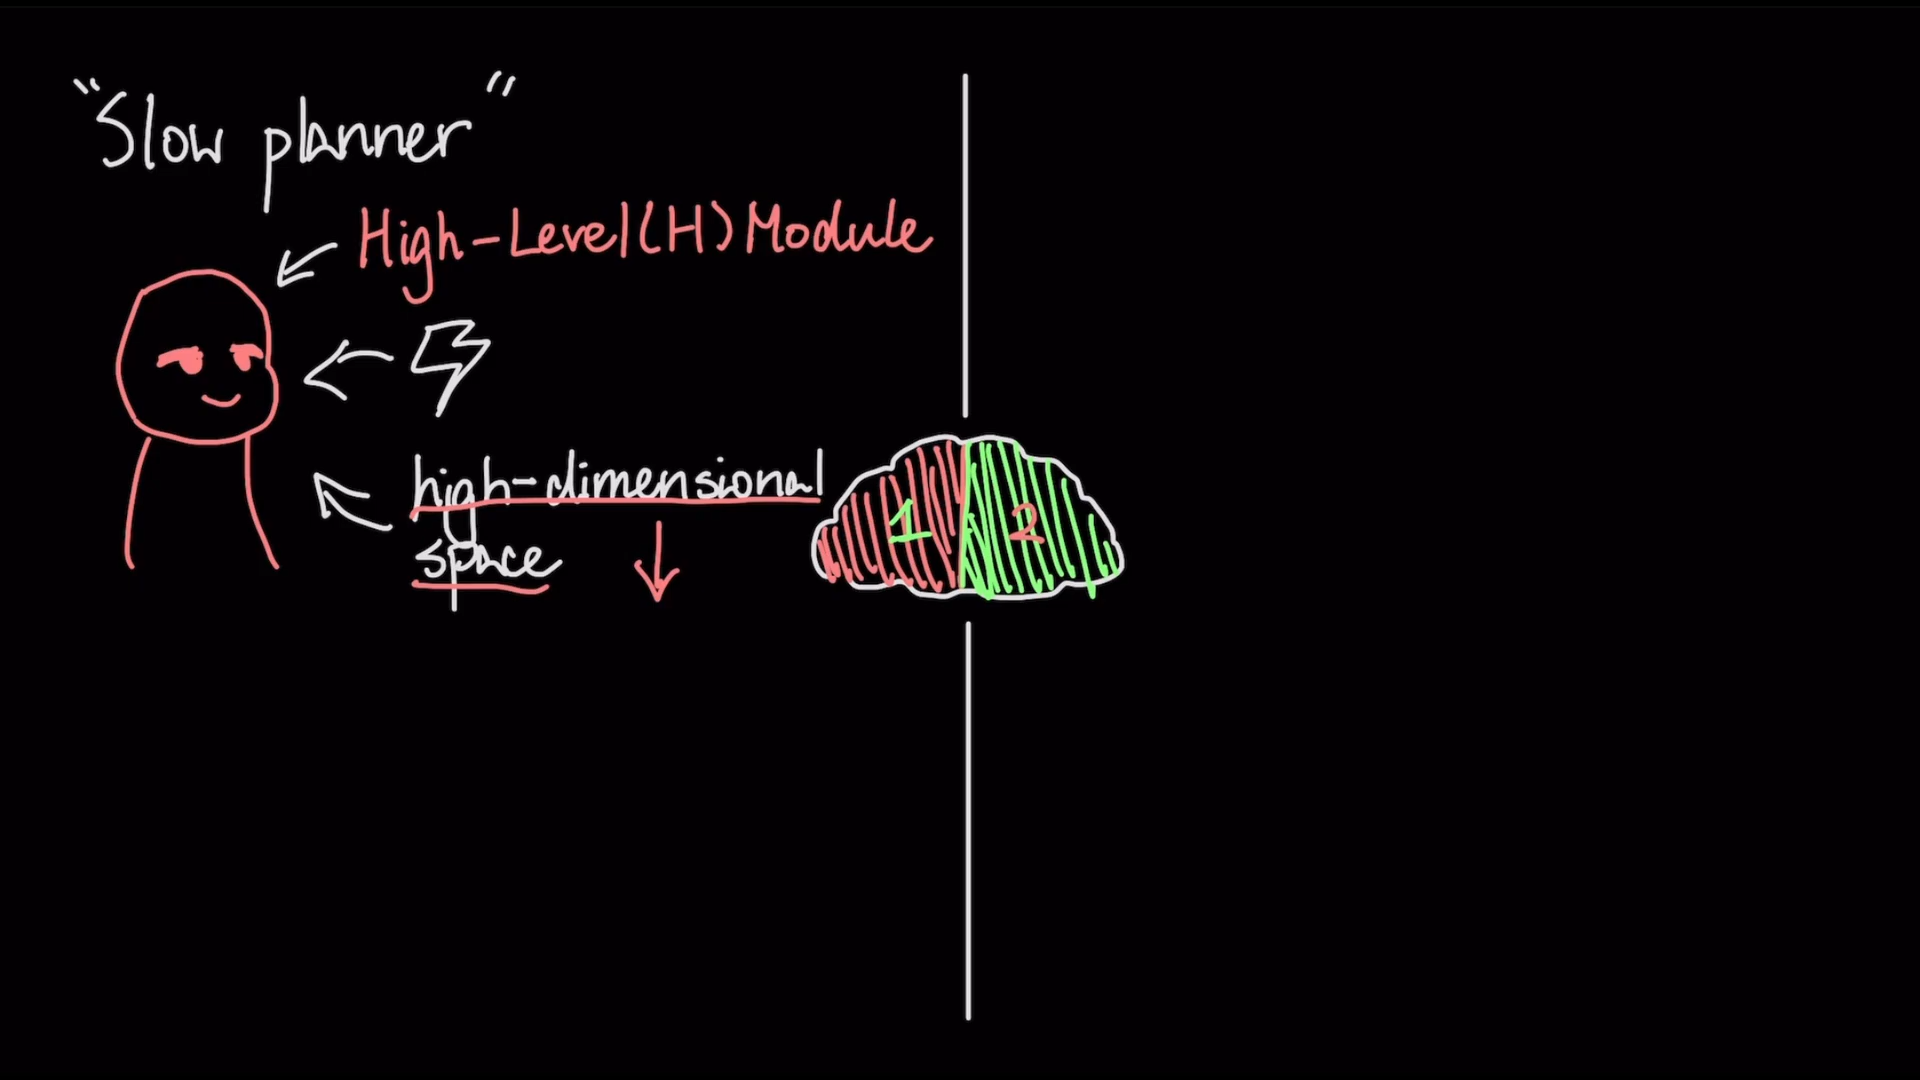 "Slow planner"
High-Level(H) Module
high-dimensional
space
1 2